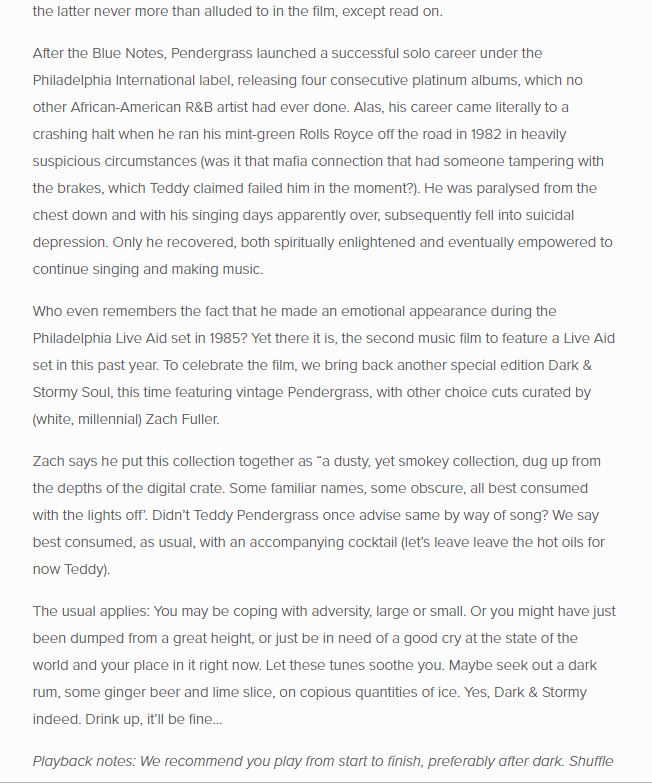 the latter never more than alluded to in the film, except read on.
After the Blue Notes, Pendergrass launched a successful solo career under the
Philadelphia International label, releasing four consecutive platinum albums, which no
other African-American R&B artist had ever done. Alas, his career came literally to a
crashing halt when he ran his mint-green Rolls Royce off the road in 1982 in heavily
suspicious circumstances (was it that mafia connection that had someone tampering with
the brakes, which Teddy claimed failed him in the moment?). He was paralysed from the
chest down and with his singing days apparently over, subsequently fell into suicidal
depression. Only he recovered, both spiritually enlightened and eventually empowered to
continue singing and making music.
Who even remembers the fact that he made an emotional appearance during the
Philadelphia Live Aid set in 1985? Yet there it is, the second music film to feature a Live Aid
set in this past year. To celebrate the film, we bring back another special edition Dark &
Stormy Soul, this time featuring vintage Pendergrass, with other choice cuts curated by
(white, millennial) Zach Fuller.
Zach says he put this collection together as “a dusty, yet smokey collection, dug up from
the depths of the digital crate. Some familiar names, some obscure, all best consumed
with the lights off’. Didn’t Teddy Pendergrass once advise same by way of song? We say
best consumed, as usual, with an accompanying cocktail (let’s leave leave the hot oils for
now Teddy).
The usual applies: You may be coping with adversity, large or small. Or you might have just
been dumped from a great height, or just be in need of a good cry at the state of the
world and your place in it right now. Let these tunes soothe you. Maybe seek out a dark
rum, some ginger beer and lime slice, on copious quantities of ice. Yes, Dark & Stormy
indeed. Drink up, it’ll be fine…
Playback notes: We recommend you play from start to finish, preferably after dark. Shuffle